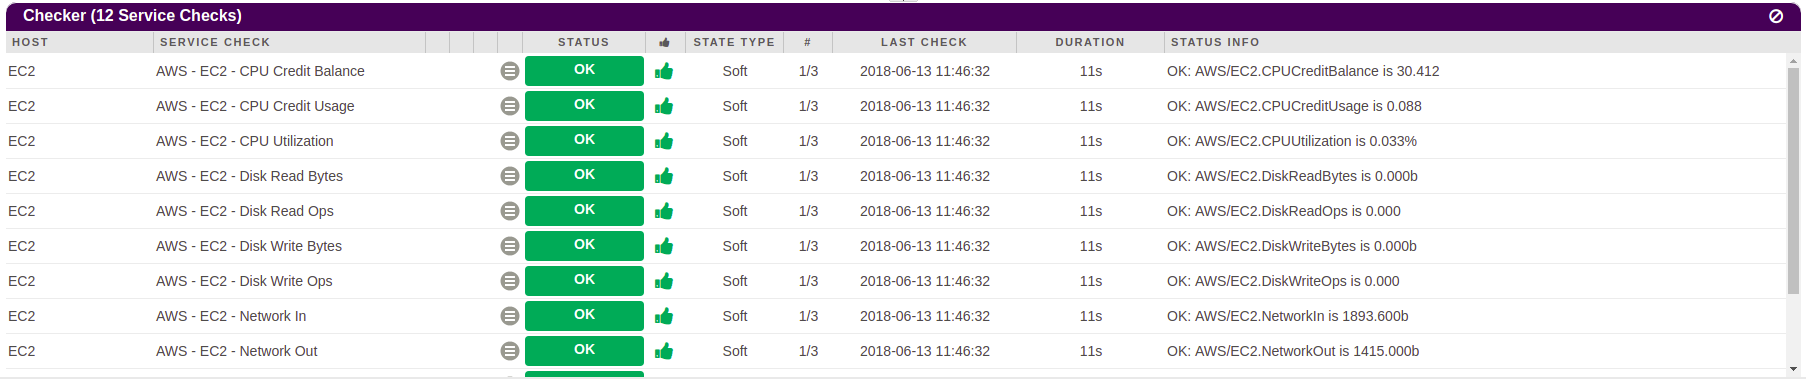 Checker (12 Service Checks)
HOST SERVICE CHECK STATUS STATE TYPE # LAST CHECK DURATION STATUS INFO
EC2 AWS - EC2 - CPU Credit Balance OK Soft 1/3 2018-06-13 11:46:32 11s OK: AWS/EC2.CPUCreditBalance is 30.412
EC2 AWS - EC2 - CPU Credit Usage OK Soft 1/3 2018-06-13 11:46:32 11s OK: AWS/EC2.CPUCreditUsage is 0.088
EC2 AWS - EC2 - CPU Utilization OK Soft 1/3 2018-06-13 11:46:32 11s OK: AWS/EC2.CPUUtilization is 0.033%
EC2 AWS - EC2 - Disk Read Bytes OK Soft 1/3 2018-06-13 11:46:32 11s OK: AWS/EC2.DiskReadBytes is 0.000b
EC2 AWS - EC2 - Disk Read Ops OK Soft 1/3 2018-06-13 11:46:32 11s OK: AWS/EC2.DiskReadOps is 0.000
EC2 AWS - EC2 - Disk Write Bytes OK Soft 1/3 2018-06-13 11:46:32 11s OK: AWS/EC2.DiskWriteBytes is 0.000b
EC2 AWS - EC2 - Disk Write Ops OK Soft 1/3 2018-06-13 11:46:32 11s OK: AWS/EC2.DiskWriteOps is 0.000
EC2 AWS - EC2 - Network In OK Soft 1/3 2018-06-13 11:46:32 11s OK: AWS/EC2.NetworkIn is 1893.600b
EC2 AWS - EC2 - Network Out OK Soft 1/3 2018-06-13 11:46:32 11s OK: AWS/EC2.NetworkOut is 1415.000b